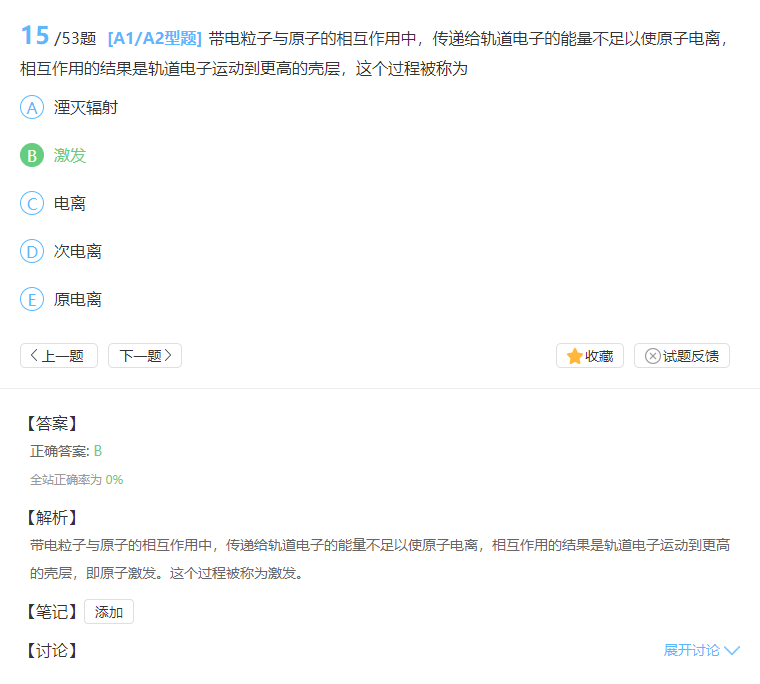 15 /53题 [A1/A2型题] 带电粒子与原子的相互作用中，传递给轨道电子的能量不足以使原子电离，
相互作用的结果是轨道电子运动到更高的壳层，这个过程被称为
A 湮灭辐射
B 激发
C 电离
D 次电离
E 原电离
上一题 下一题 收藏 试题反馈
【答案】
正确答案: B
全站正确率为 0%
【解析】
带电粒子与原子的相互作用中，传递给轨道电子的能量不足以使原子电离，相互作用的结果是轨道电子运动到更高
的壳层，即原子激发。这个过程被称为激发。
【笔记】 添加
【讨论】 展开讨论